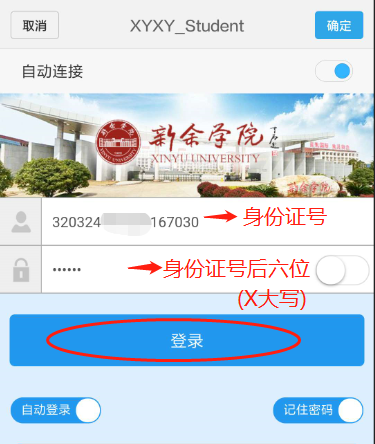 取消 XYXY_Student 确定
自动连接
新余学院
XINYU UNIVERSITY
320324 167030 身份证号
•••••• 身份证号后六位
(X大写)
登录
自动登录 记住密码